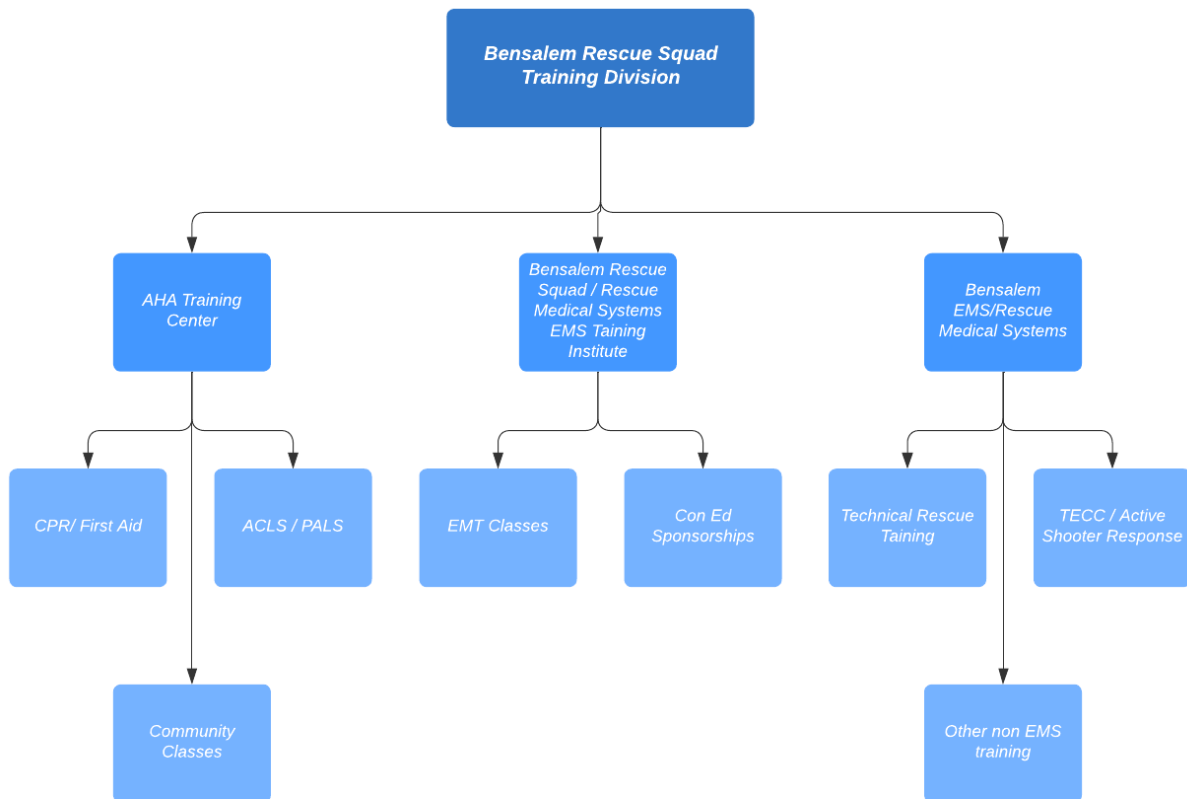 Bensalem Rescue Squad
Training Division
AHA Training
Center
Bensalem Rescue
Squad / Rescue
Medical Systems
EMS Taining
Institute
Bensalem
EMS/Rescue
Medical Systems
CPR/ First Aid
ACLS / PALS
EMT Classes
Con Ed
Sponsorships
Technical Rescue
Taining
TECC / Active
Shooter Response
Community
Classes
Other non EMS
training